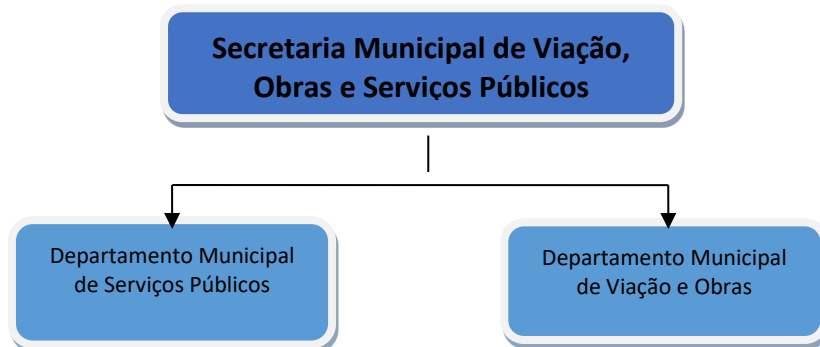 Secretaria Municipal de Viação,
Obras e Serviços Públicos
Departamento Municipal
de Serviços Públicos
Departamento Municipal
de Viação e Obras